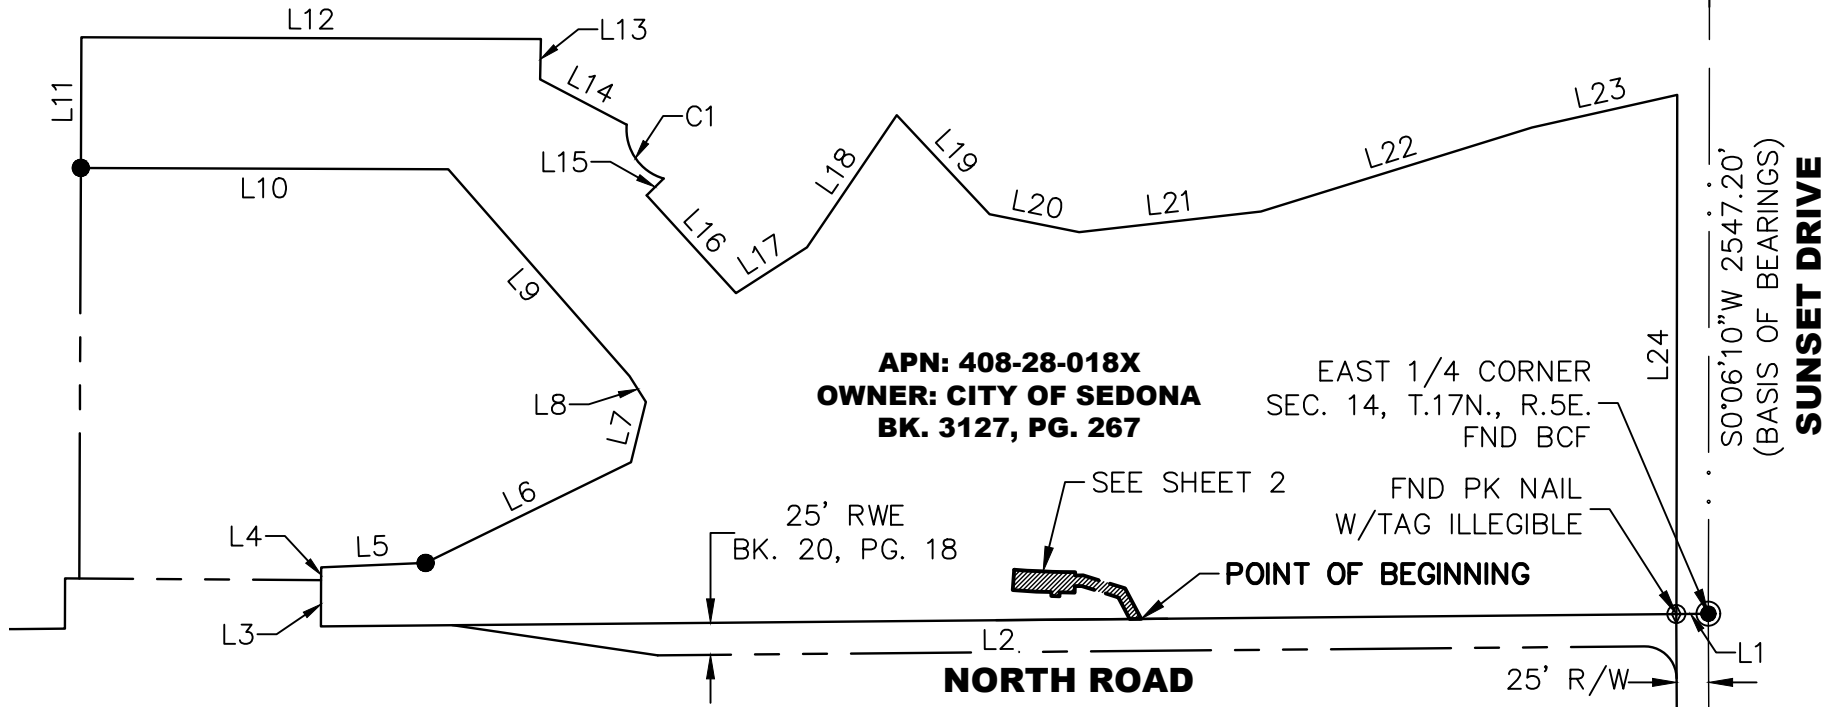 L12
L13
L11
L14
C1
L15
L10
L16
L17
L18
L19
L20
L21
L22
L23
L9
L8
L7
L6
L5
L4
L3
APN: 408-28-018X
OWNER: CITY OF SEDONA
BK. 3127, PG. 267
L24
EAST 1/4 CORNER
SEC. 14, T.17N., R.5E.
FND BCF
S0°06'10"W 2547.20'
(BASIS OF BEARINGS)
SUNSET DRIVE
SEE SHEET 2
FND PK NAIL
W/TAG ILLEGIBLE
25' RWE
BK. 20, PG. 18
POINT OF BEGINNING
L2
L1
NORTH ROAD
25' R/W